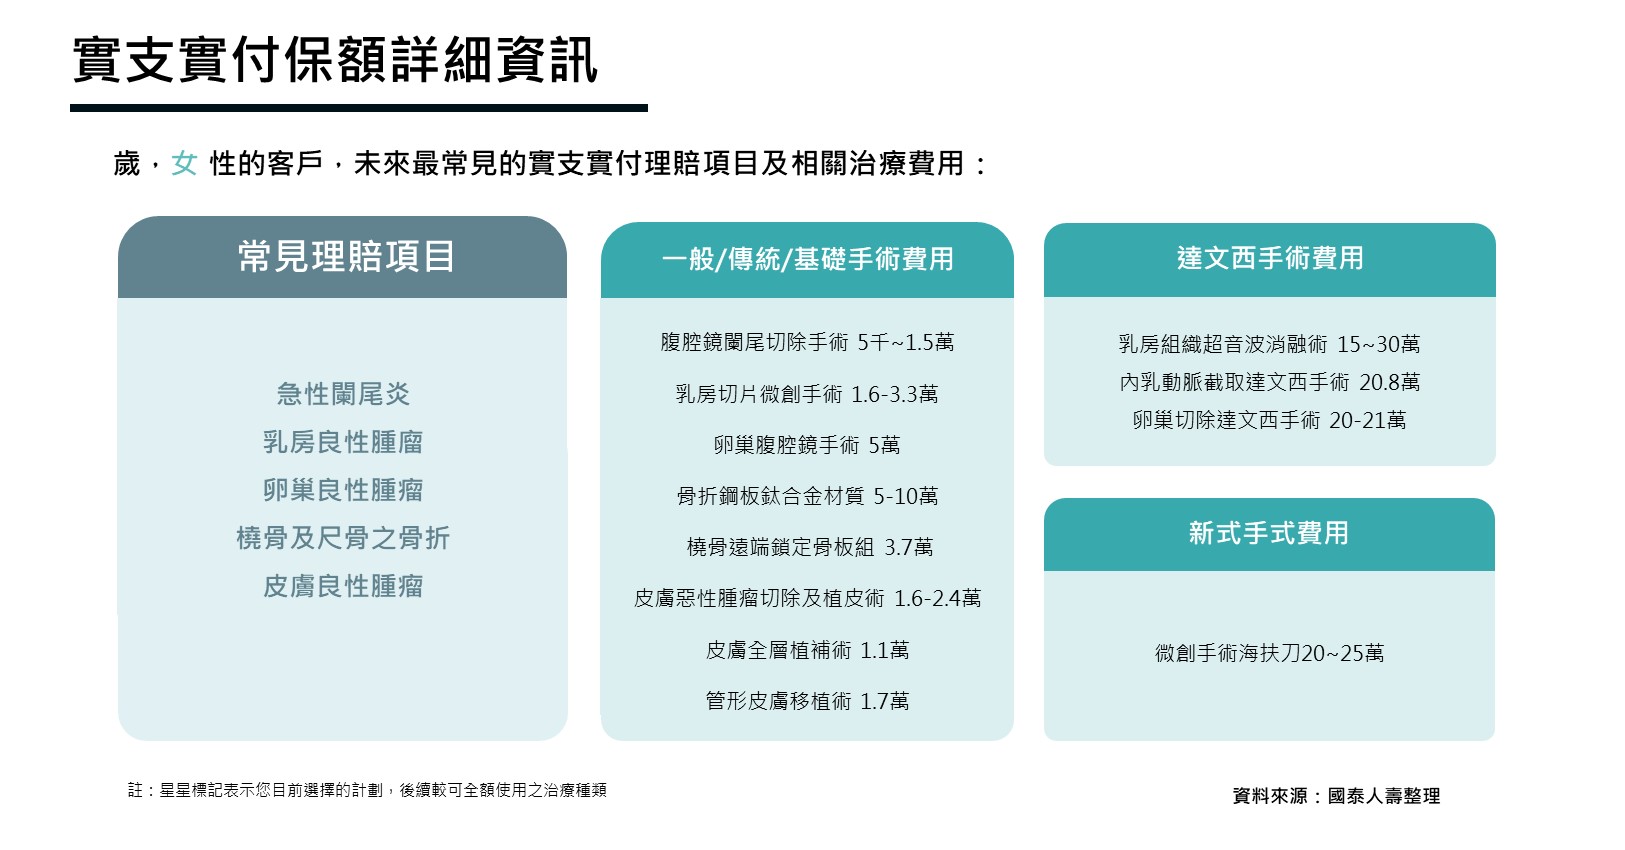 實支實付保額詳細資訊
歲，女 性的客戶，未來最常見的實支實付理賠項目及相關治療費用：
常見理賠項目
急性闌尾炎
乳房良性腫瘤
卵巢良性腫瘤
橈骨及尺骨之骨折
皮膚良性腫瘤
一般/傳統/基礎手術費用
腹腔鏡闌尾切除手術 5千~1.5萬
乳房切片微創手術 1.6-3.3萬
卵巢腹腔鏡手術 5萬
骨折鋼板鈦合金材質 5-10萬
橈骨遠端鎖定骨板組 3.7萬
皮膚惡性腫瘤切除及植皮術 1.6-2.4萬
皮膚全層植補術 1.1萬
管形皮膚移植術 1.7萬
達文西手術費用
乳房組織超音波消融術 15~30萬
內乳動脈截取達文西手術 20.8萬
卵巢切除達文西手術 20-21萬
新式手式費用
微創手術海扶刀20~25萬
註：星星標記表示您目前選擇的計劃，後續較可全額使用之治療種類
資料來源：國泰人壽整理